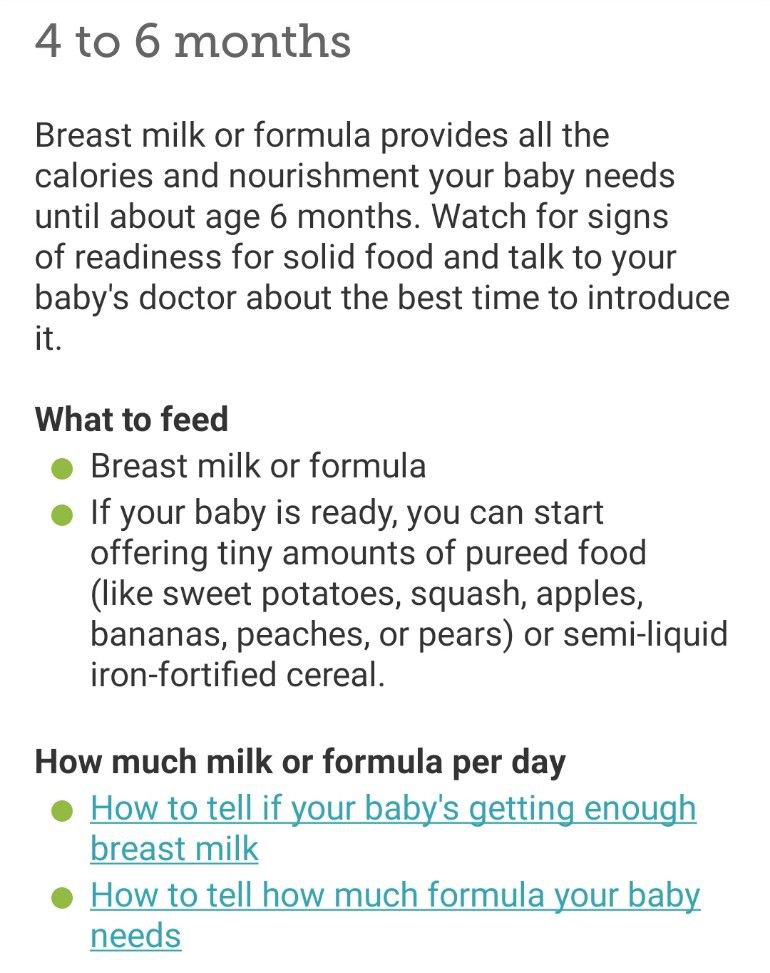 4 to 6 months
Breast milk or formula provides all the
calories and nourishment your baby needs
until about age 6 months. Watch for signs
of readiness for solid food and talk to your
baby's doctor about the best time to introduce
it.
What to feed
Breast milk or formula
If your baby is ready, you can start
offering tiny amounts of pureed food
(like sweet potatoes, squash, apples,
bananas, peaches, or pears) or semi-liquid
iron-fortified cereal.
How much milk or formula per day
How to tell if your baby's getting enough
breast milk
How to tell how much formula your baby
needs